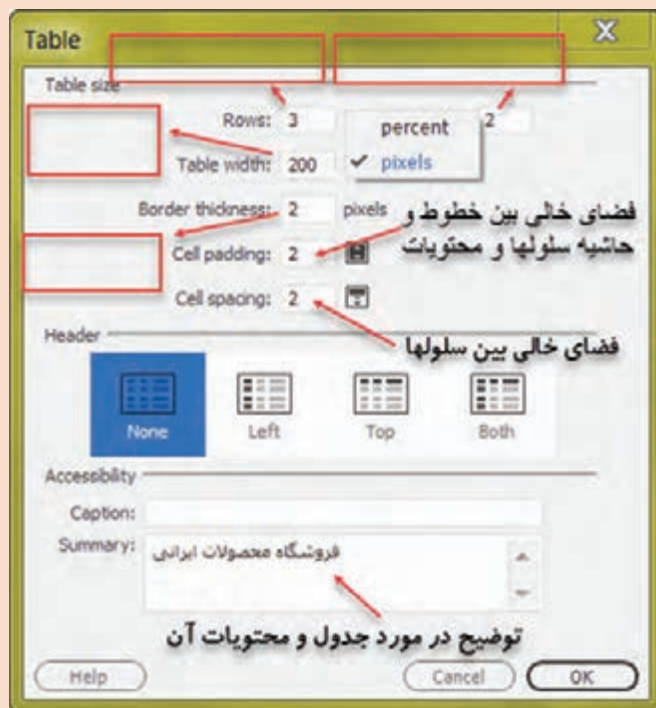 Table
Table size
Rows: 3
percent
2
Table width: 200
✓ pixels
Border thickness: 2 pixels
فضای خالی بین خطوط و
حاشیه سلولها و محتویات
Cell padding: 2
Cell spacing: 2
فضای خالی بین سلولها
Header
None Left Top Both
Accessibility
Caption:
Summary:
فروشگاه محصولات ایرانی
توضیح در مورد جدول و محتویات آن
Help Cancel OK